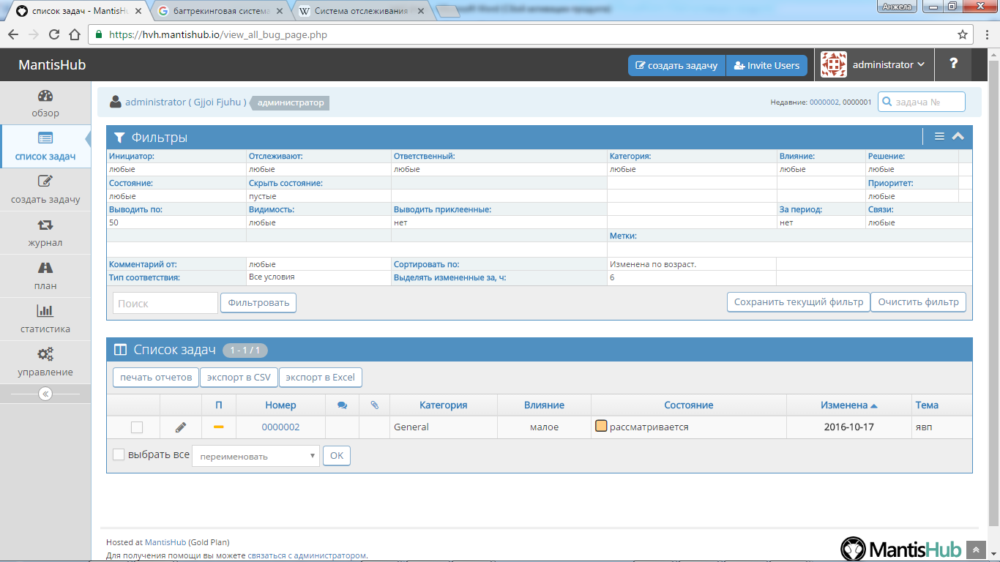 список задач - MantisHu
багтрекинговая система
Система отслеживания
Анжела
https://hvh.mantishub.io/view_all_bug_page.php
MantisHub
создать задачу
Invite Users
administrator
?
обзор
список задач
создать задачу
журнал
план
статистика
управление
administrator ( Gjjoi Fjuhu )
администратор
Недавние: 0000002, 0000001
задача №
Фильтры
Инициатор: Отслеживают: Ответственный: Категория: Влияние: Решение:
любые любые любые любые любые любые
Состояние: Скрыть состояние: Приоритет:
любые пустые любые
Выводить по: Видимость: Выводить приклеенные: За период: Связи:
50 любые нет нет любые
Метки:
Комментарий от: любые Сортировать по: Изменена по возраст.
Тип соответствия: Все условия Выделять измененные за, ч: 6
Поиск Фильтровать Сохранить текущий фильтр Очистить фильтр
Список задач 1 - 1 / 1
печать отчетов экспорт в CSV экспорт в Excel
П Номер Категория Влияние Состояние Изменена Тема
0000002 General малое рассматривается 2016-10-17 явп
выбрать все переименовать OK
Hosted at MantisHub (Gold Plan)
Для получения помощи вы можете связаться с администратором.
MantisHub